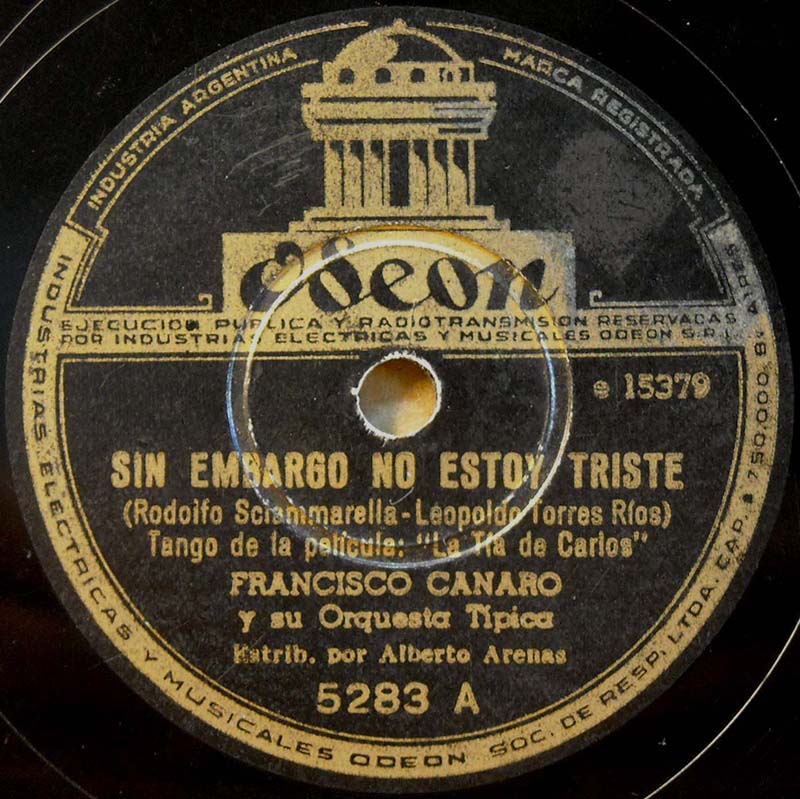 INDUSTRIA ARGENTINA
MARCA REGISTRADA
Odeon
EJECUCION PUBLICA Y RADIOTRANSMISION RESERVADAS
POR INDUSTRIAS ELECTRICAS Y MUSICALES ODEON S.R.L.
e 15379
SIN EMBARGO NO ESTOY TRISTE
(Rodolfo Sciammarella-Leopoldo Torres Ríos)
Tango de la película: "La Tía de Carlos"
FRANCISCO CANARO
y su Orquesta Típica
Estrib. por Alberto Arenas
5283 A
INDUSTRIAS ELECTRICAS Y MUSICALES ODEON SOC. DE RESP. LTDA. CAP. $ 750.000 Bs. AIRES